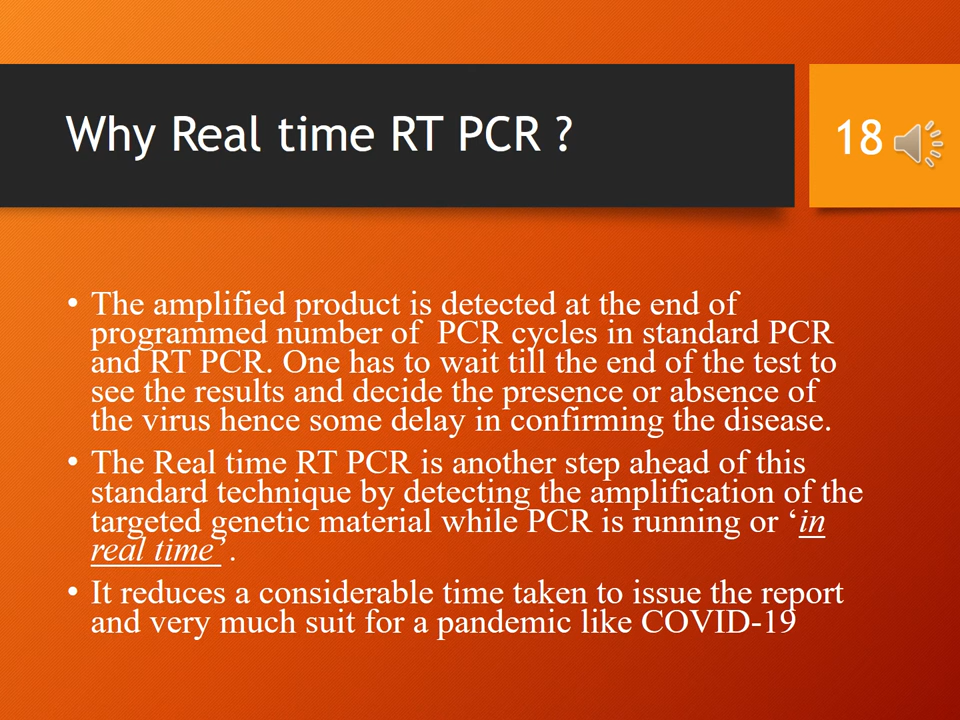 Why Real time RT PCR ?
18
• The amplified product is detected at the end of
programmed number of PCR cycles in standard PCR
and RT PCR. One has to wait till the end of the test to
see the results and decide the presence or absence of
the virus hence some delay in confirming the disease.
• The Real time RT PCR is another step ahead of this
standard technique by detecting the amplification of the
targeted genetic material while PCR is running or ‘in
real time’.
• It reduces a considerable time taken to issue the report
and very much suit for a pandemic like COVID-19